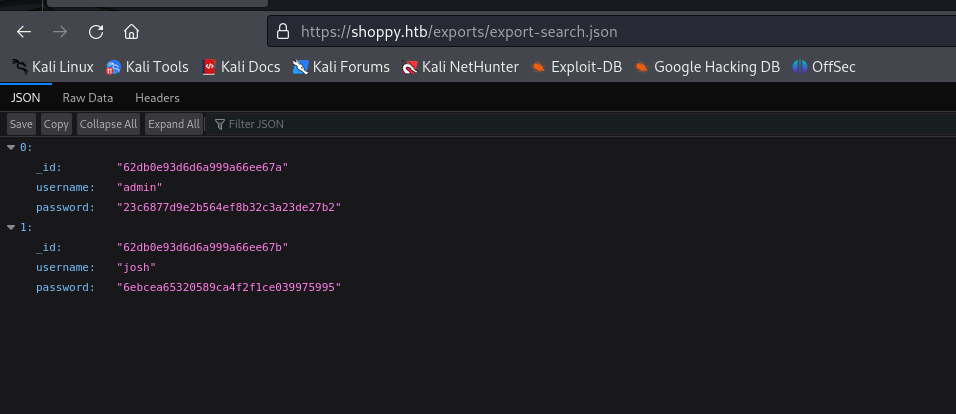 https://shoppy.htb/exports/export-search.json
Kali Linux Kali Tools Kali Docs Kali Forums Kali NetHunter Exploit-DB Google Hacking DB OffSec
JSON Raw Data Headers
Save Copy Collapse All Expand All Filter JSON
0:
_id: "62db0e93d6d6a999a66ee67a"
username: "admin"
password: "23c6877d9e2b564ef8b32c3a23de27b2"
1:
_id: "62db0e93d6d6a999a66ee67b"
username: "josh"
password: "6ebcea65320589ca4f2f1ce039975995"